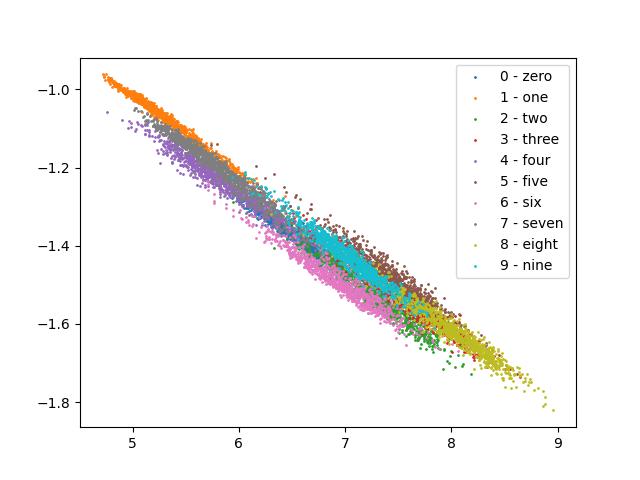 −1.0
−1.2
−1.4
−1.6
−1.8
5
6
7
8
9
0 - zero
1 - one
2 - two
3 - three
4 - four
5 - five
6 - six
7 - seven
8 - eight
9 - nine